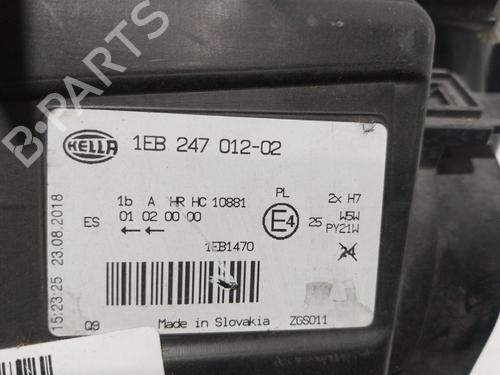 B-PARTS
HELLA 1EB 247 012-02
1b A HR HC 10881
ES 01 02 00 00
←←
PL
E4 25
2x H7
W5W
PY21W
24
1EB1470
15:23:25 23.08.2018
Q9 Made in Slovakia ZGS011